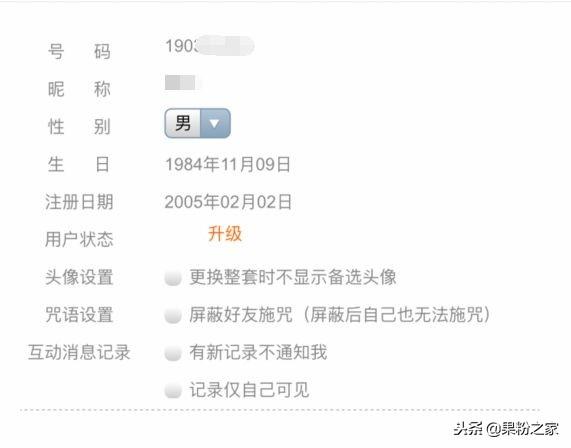 号 码 1903
昵 称
性 别 男
生 日 1984年11月09日
注册日期 2005年02月02日
用户状态 升级
头像设置 更换整套时不显示备选头像
咒语设置 屏蔽好友施咒（屏蔽后自己也无法施咒）
互动消息记录 有新记录不通知我
记录仅自己可见
头条 @果粉之家